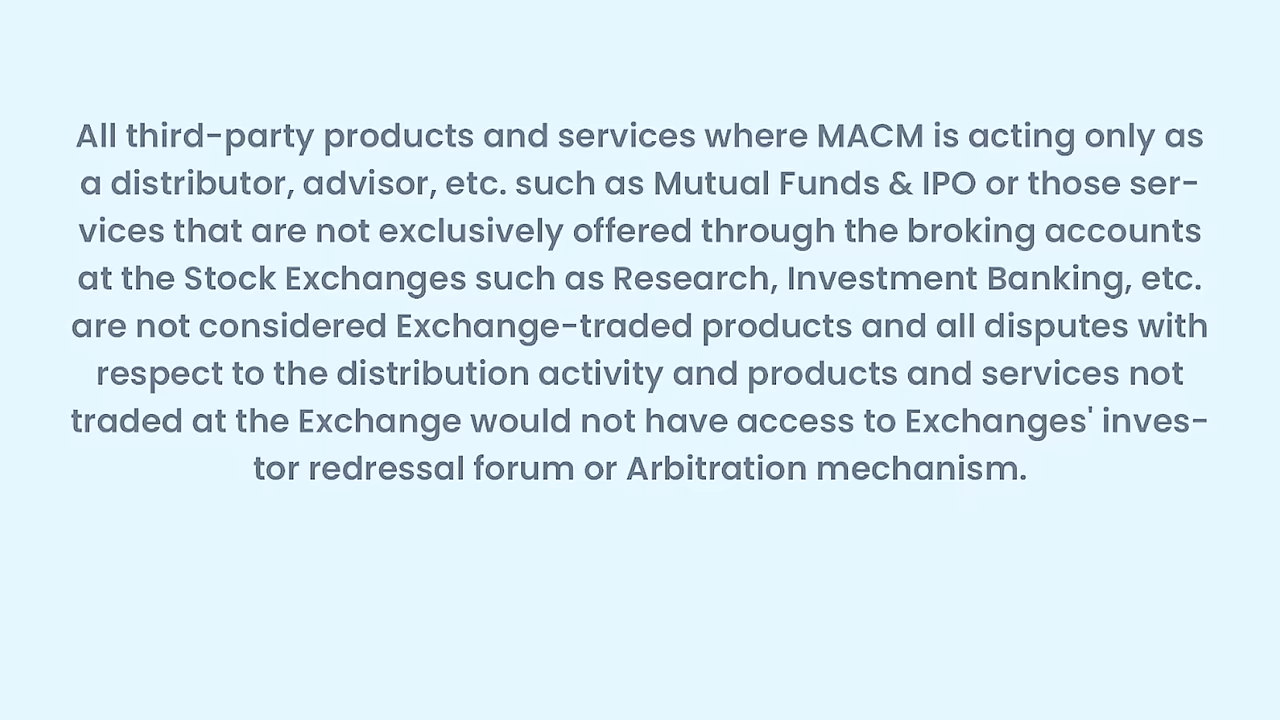 All third-party products and services where MACM is acting only as
a distributor, advisor, etc. such as Mutual Funds & IPO or those ser-
vices that are not exclusively offered through the broking accounts
at the Stock Exchanges such as Research, Investment Banking, etc.
are not considered Exchange-traded products and all disputes with
respect to the distribution activity and products and services not
traded at the Exchange would not have access to Exchanges' inves-
tor redressal forum or Arbitration mechanism.